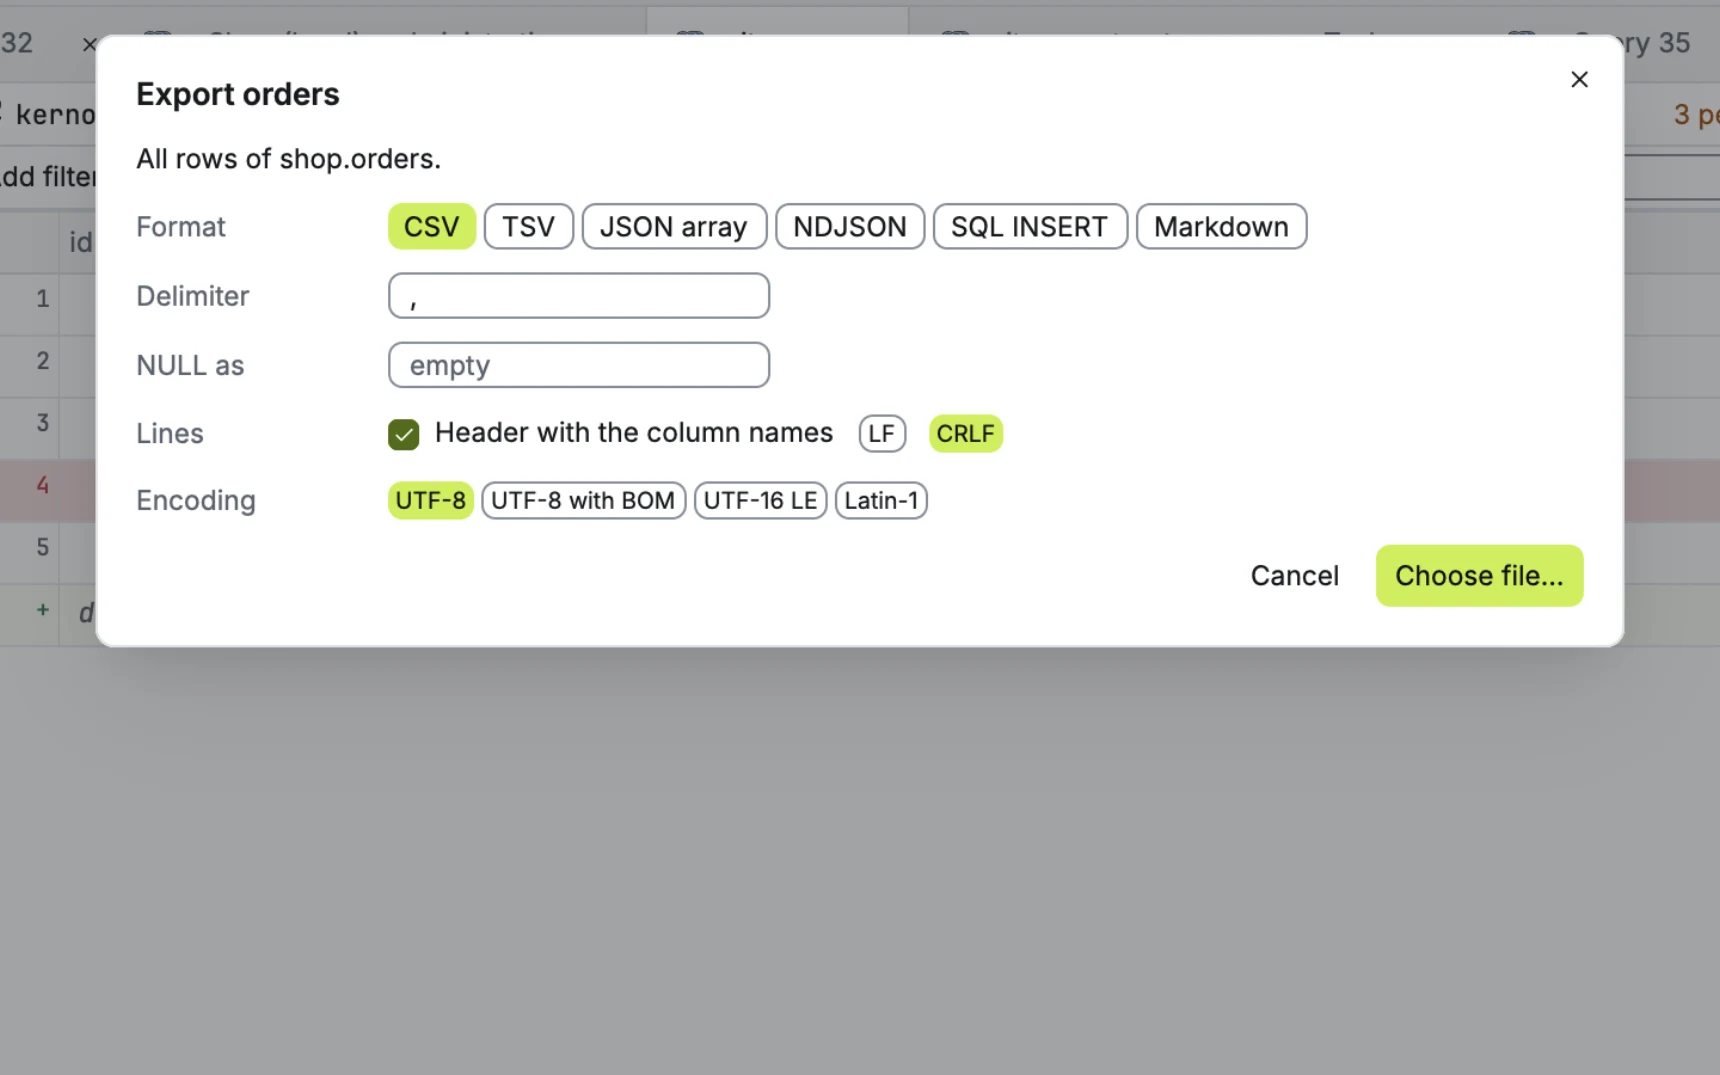 32
ry 35
Export orders
kerno
3 pe
All rows of shop.orders.
dd filter
Format CSV TSV JSON array NDJSON SQL INSERT Markdown
id
Delimiter ,
1
2
NULL as empty
3
Lines Header with the column names LF CRLF
4
Encoding UTF-8 UTF-8 with BOM UTF-16 LE Latin-1
5
Cancel Choose file...
+ d